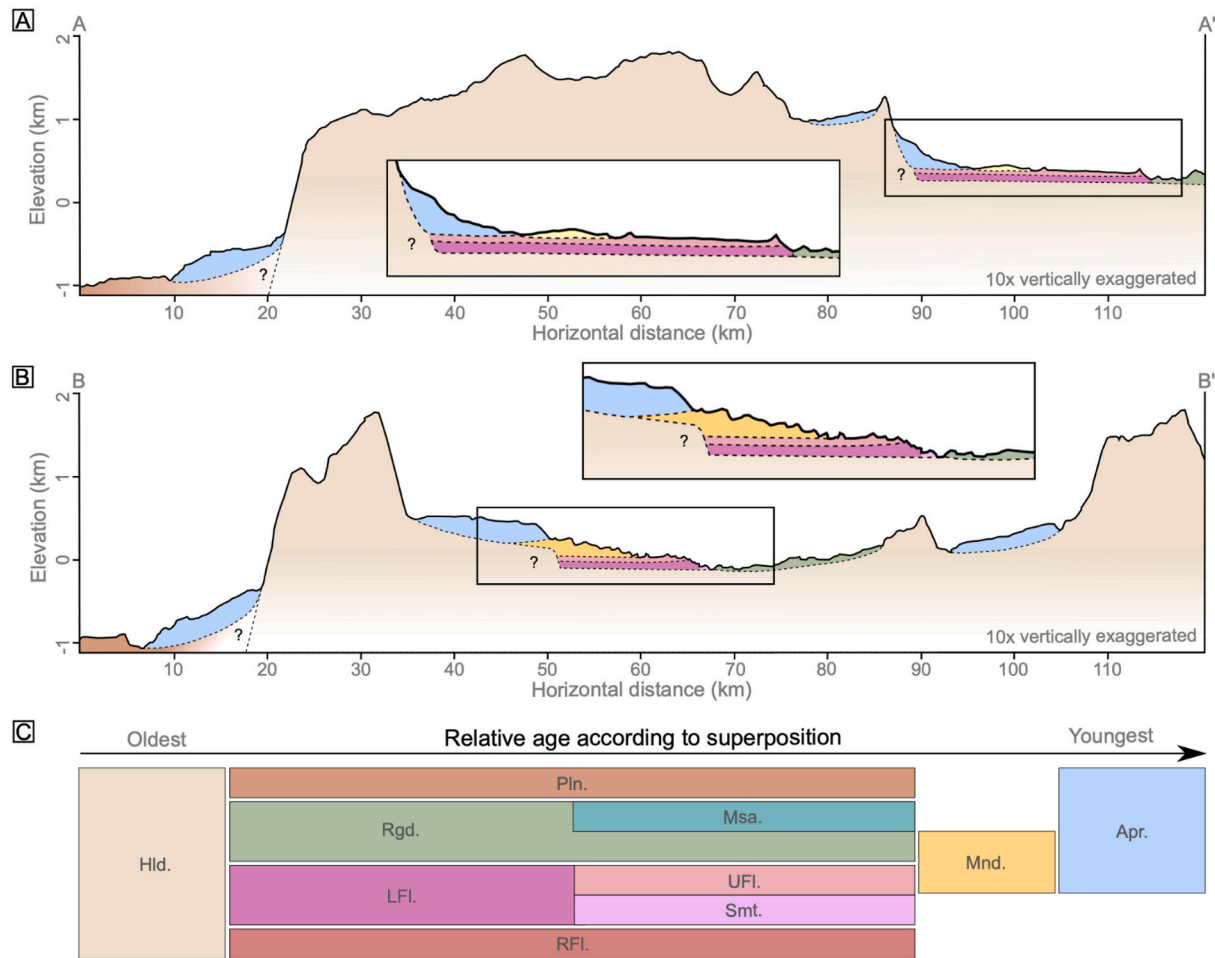 A
A
A'
2
1
0
-1
Elevation (km)
?
?
?
10x vertically exaggerated
10 20 30 40 50 60 70 80 90 100 110
Horizontal distance (km)
B
B
B'
2
1
0
-1
Elevation (km)
?
?
?
10x vertically exaggerated
10 20 30 40 50 60 70 80 90 100 110
Horizontal distance (km)
C
Oldest Relative age according to superposition Youngest
Hld.
Pln.
Rgd.
Msa.
LFl.
UFl.
Smt.
RFl.
Mnd.
Apr.